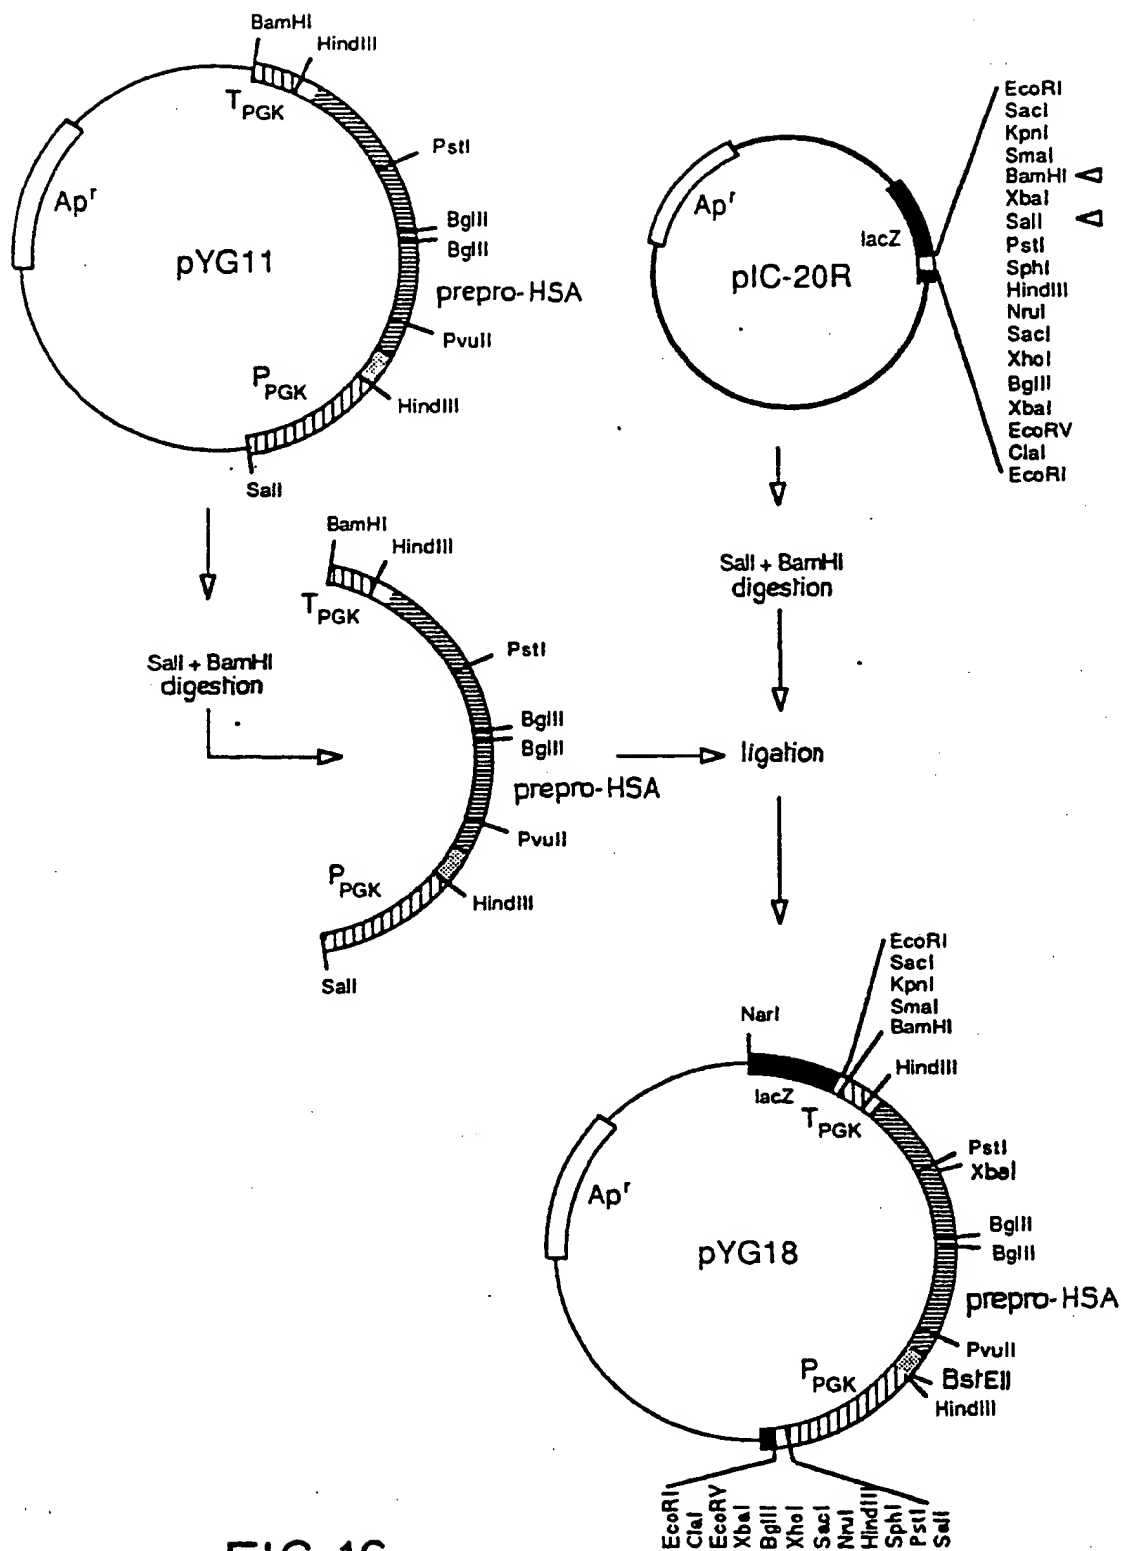 BamHI
HindIII
T PGK
PstI
Ap r
BglII
BglII
pYG11
prepro-HSA
PvuII
P PGK
HindIII
SalI
Ap r
lacZ
pIC-20R
EcoRI
SacI
KpnI
SmaI
BamHI
XbaI
SalI
PstI
SphI
HindIII
NruI
SacI
XhoI
BglII
XbaI
EcoRV
ClaI
EcoRI
SalI + BamHI
digestion
BamHI
HindIII
T PGK
PstI
BglII
BglII
prepro-HSA
PvuII
P PGK
HindIII
SalI
SalI + BamHI
digestion
ligation
EcoRI
SacI
KpnI
SmaI
BamHI
NarI
HindIII
lacZ
T PGK
PstI
XbaI
Ap r
BglII
BglII
pYG18
prepro-HSA
PvuII
P PGK
BstEII
HindIII
EcoRI
ClaI
EcoRV
XbaI
BglII
XhoI
SacI
NruI
HindIII
SphI
PstI
SalI
FIG. 16